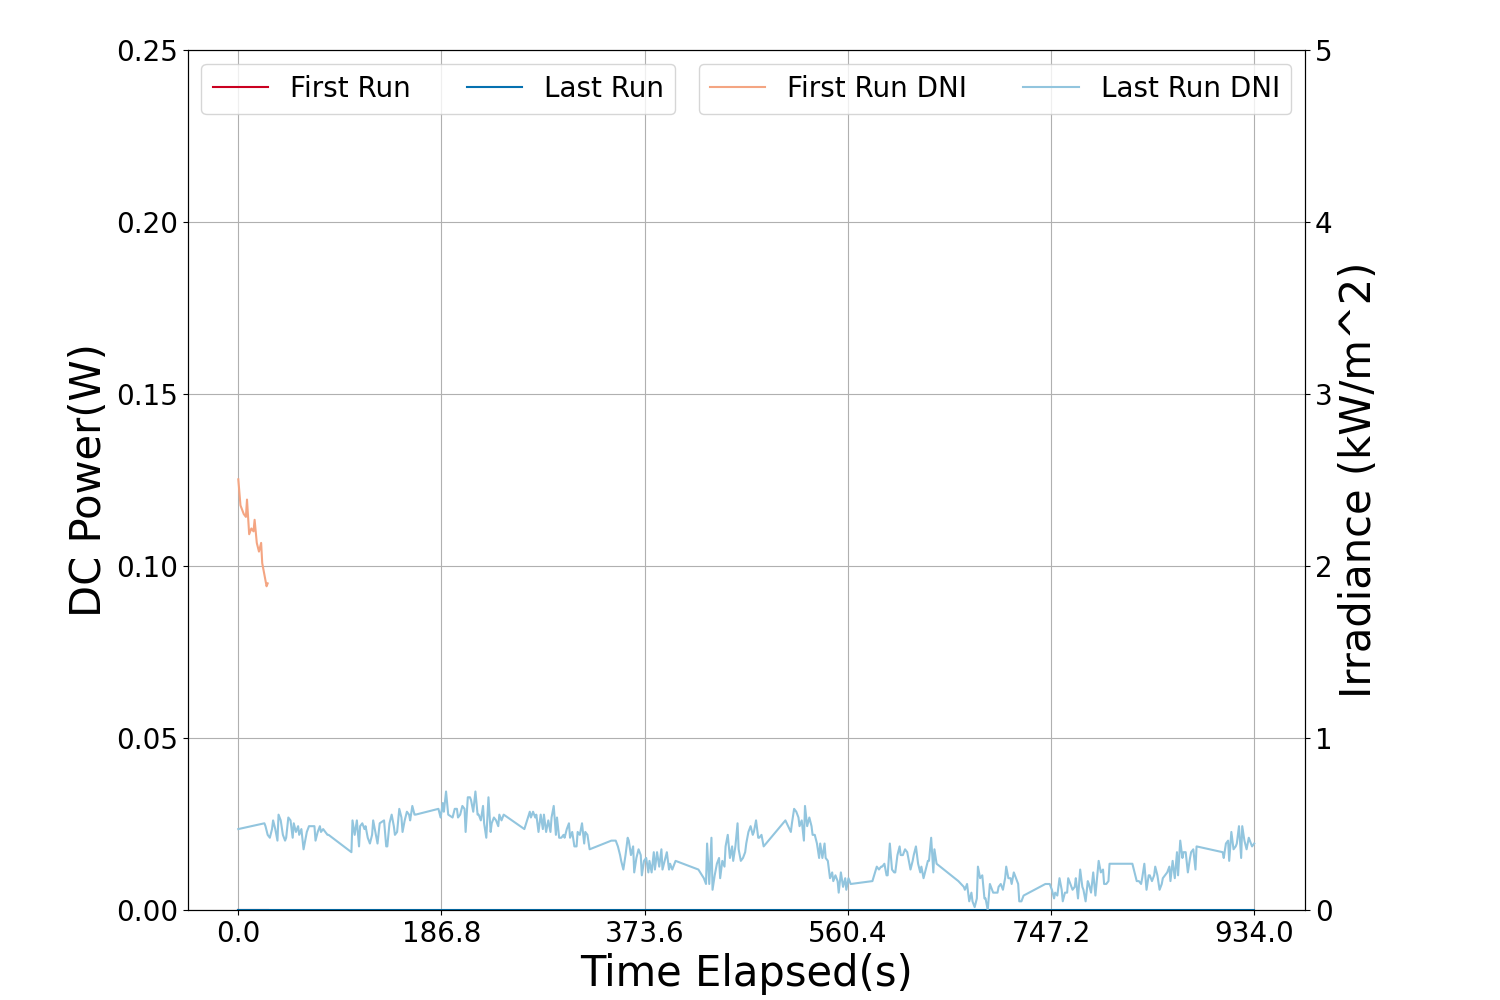 0.25
0.20
0.15
0.10
0.05
0.00
DC Power(W)
First Run
Last Run
First Run DNI
Last Run DNI
5
4
3
2
1
0
Irradiance (kW/m^2)
0.0
186.8
373.6
560.4
747.2
934.0
Time Elapsed(s)